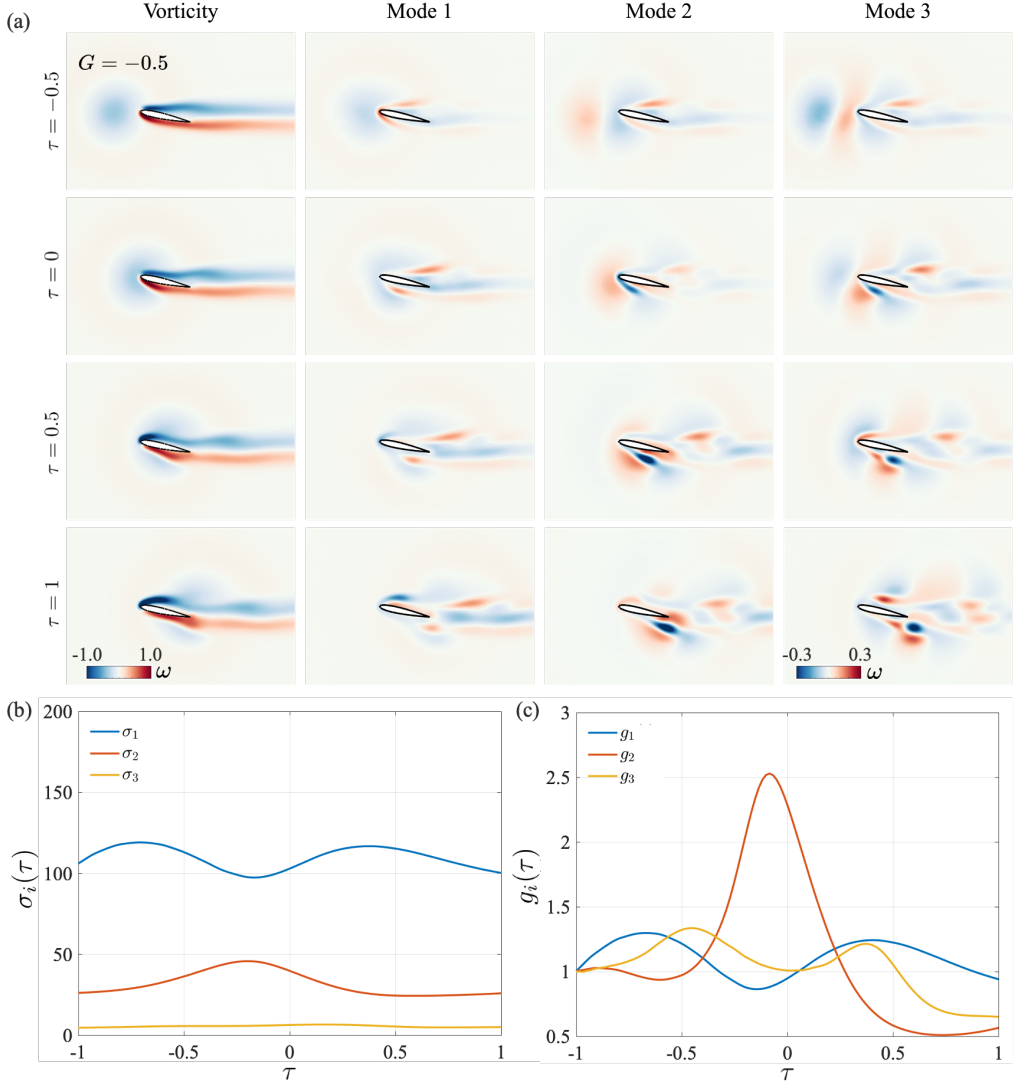 (a)
Vorticity Mode 1 Mode 2 Mode 3
G = −0.5
τ = −0.5
τ = 0
τ = 0.5
τ = 1
-1.0 1.0 ω
-0.3 0.3 ω
(b)
200
150
100
50
0
σᵢ(τ)
σ₁
σ₂
σ₃
-1 -0.5 0 0.5 1
τ
(c)
3
2.5
2
1.5
1
0.5
gᵢ(τ)
g₁
g₂
g₃
-1 -0.5 0 0.5 1
τ